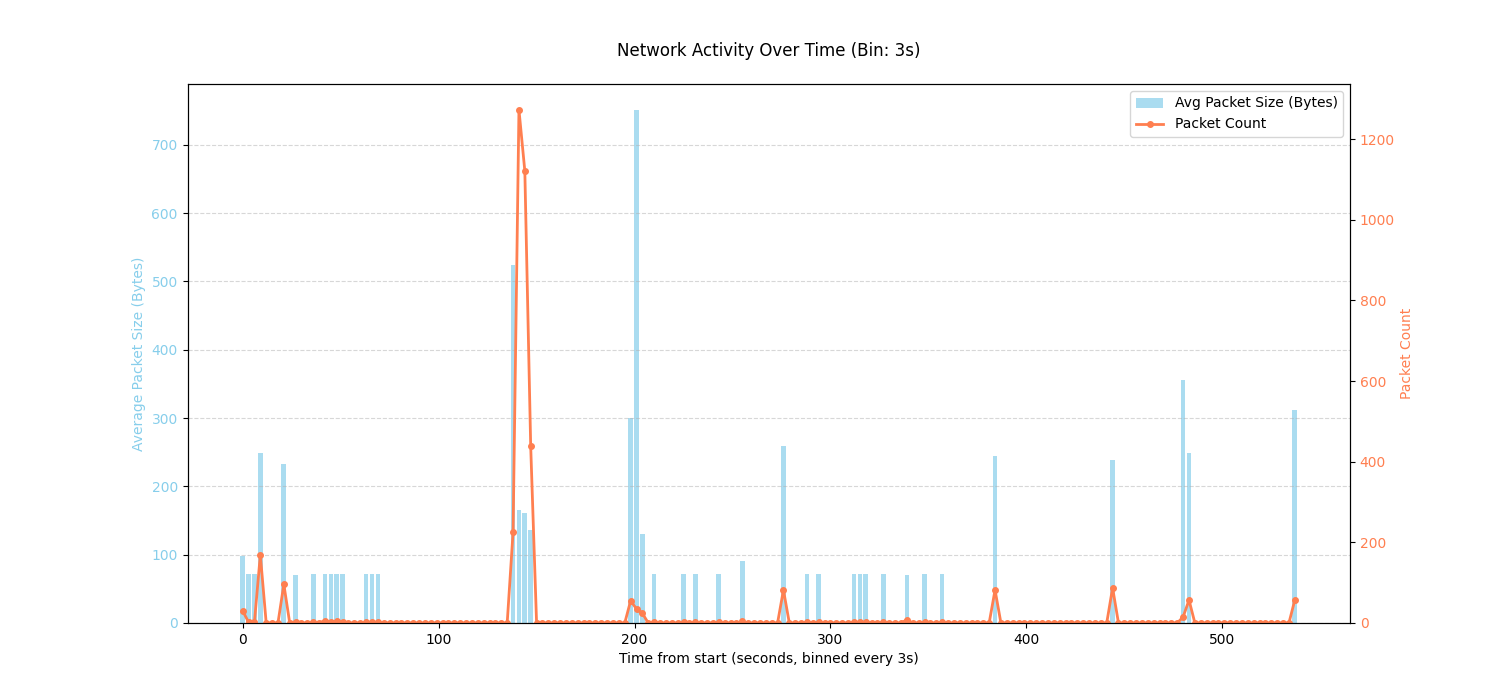 Network Activity Over Time (Bin: 3s)
Avg Packet Size (Bytes)
Packet Count
Average Packet Size (Bytes)
700
600
500
400
300
200
100
0
1200
1000
800
600
400
200
0
Packet Count
0 100 200 300 400 500
Time from start (seconds, binned every 3s)